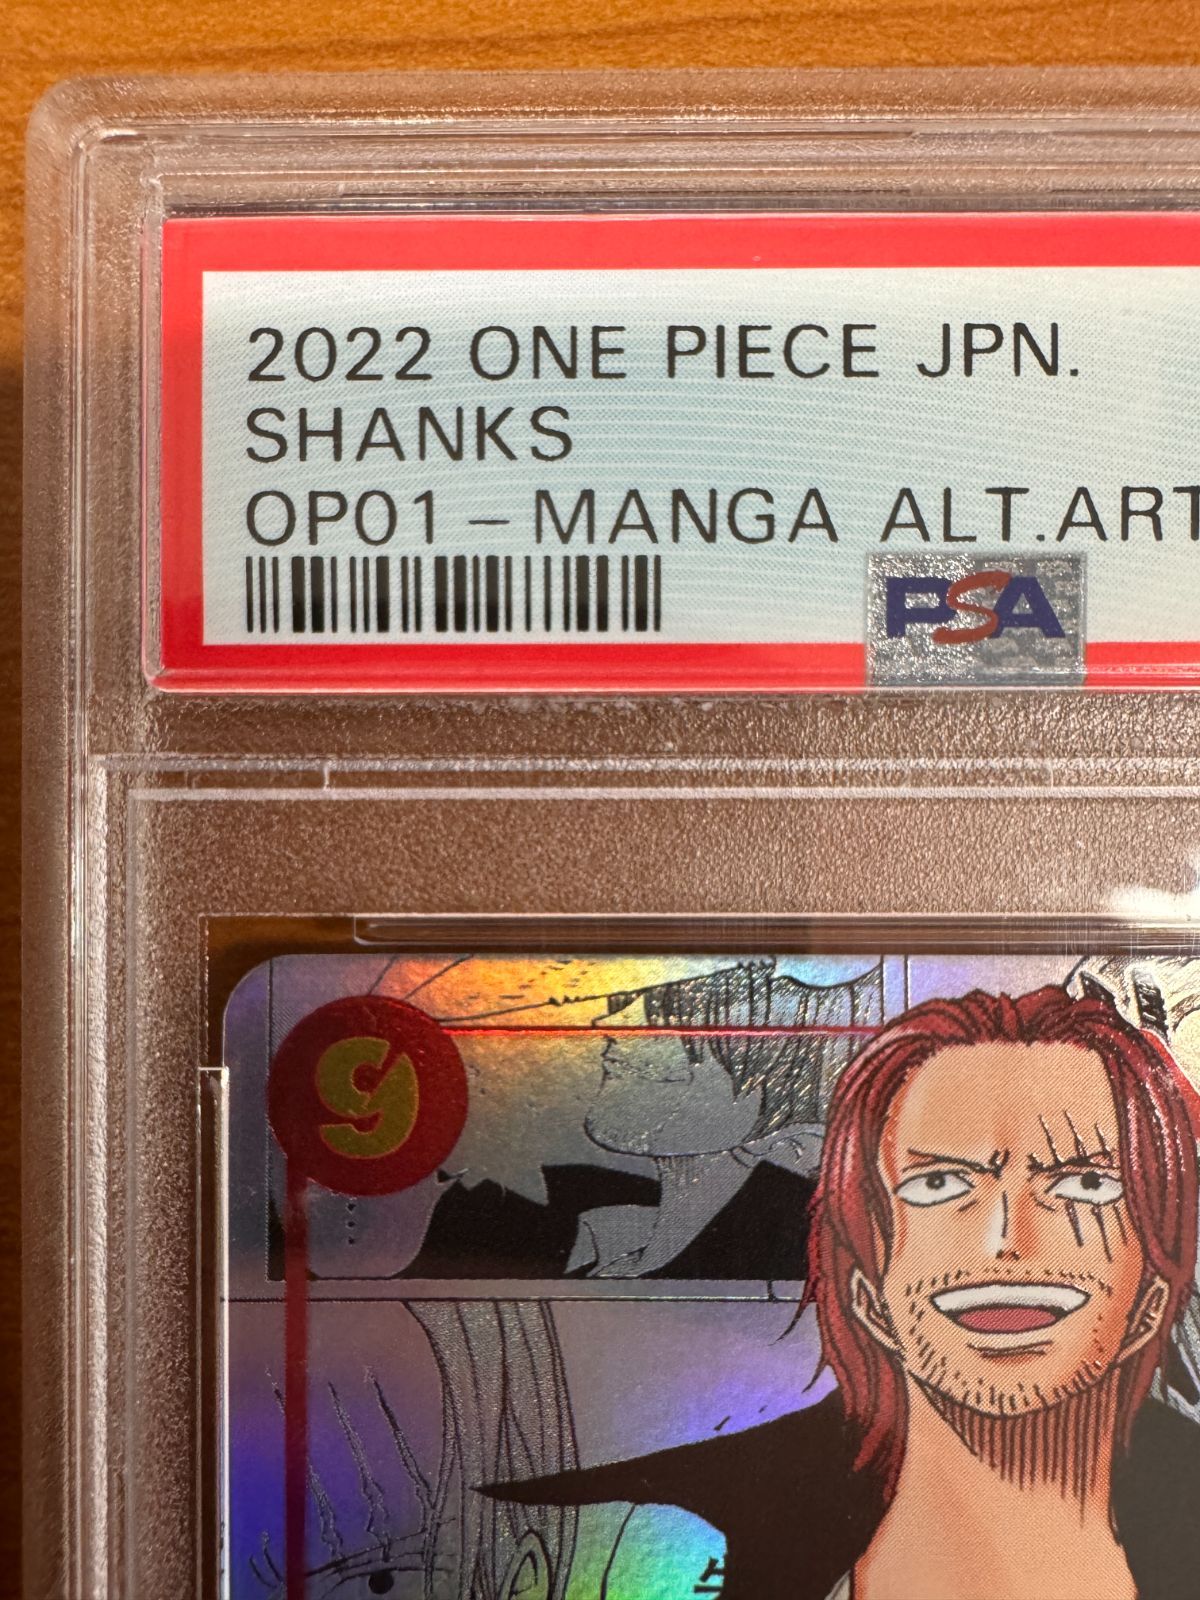 2022 ONE PIECE JPN.
SHANKS
OP01-MANGA ALT.ART
PSA
9